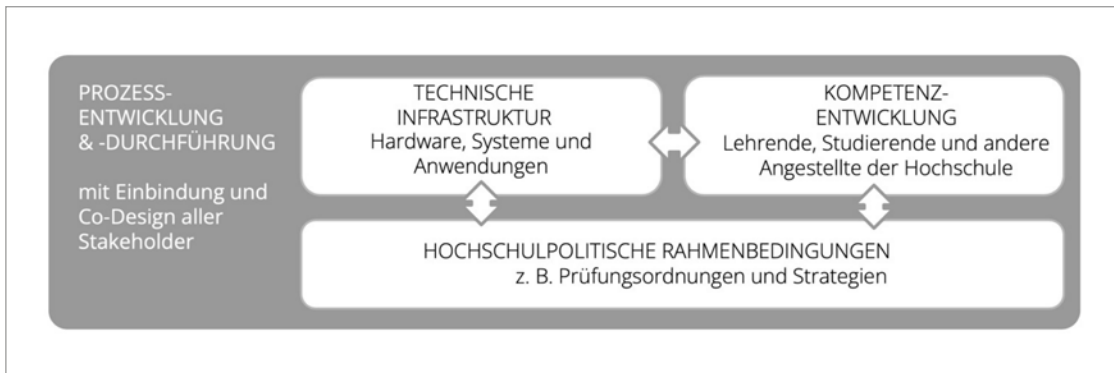 PROZESS-
ENTWICKLUNG
& -DURCHFÜHRUNG
mit Einbindung und
Co-Design aller
Stakeholder
TECHNISCHE
INFRASTRUKTUR
Hardware, Systeme und
Anwendungen
KOMPETENZ-
ENTWICKLUNG
Lehrende, Studierende und andere
Angestellte der Hochschule
HOCHSCHULPOLITISCHE RAHMENBEDINGUNGEN
z. B. Prüfungsordnungen und Strategien